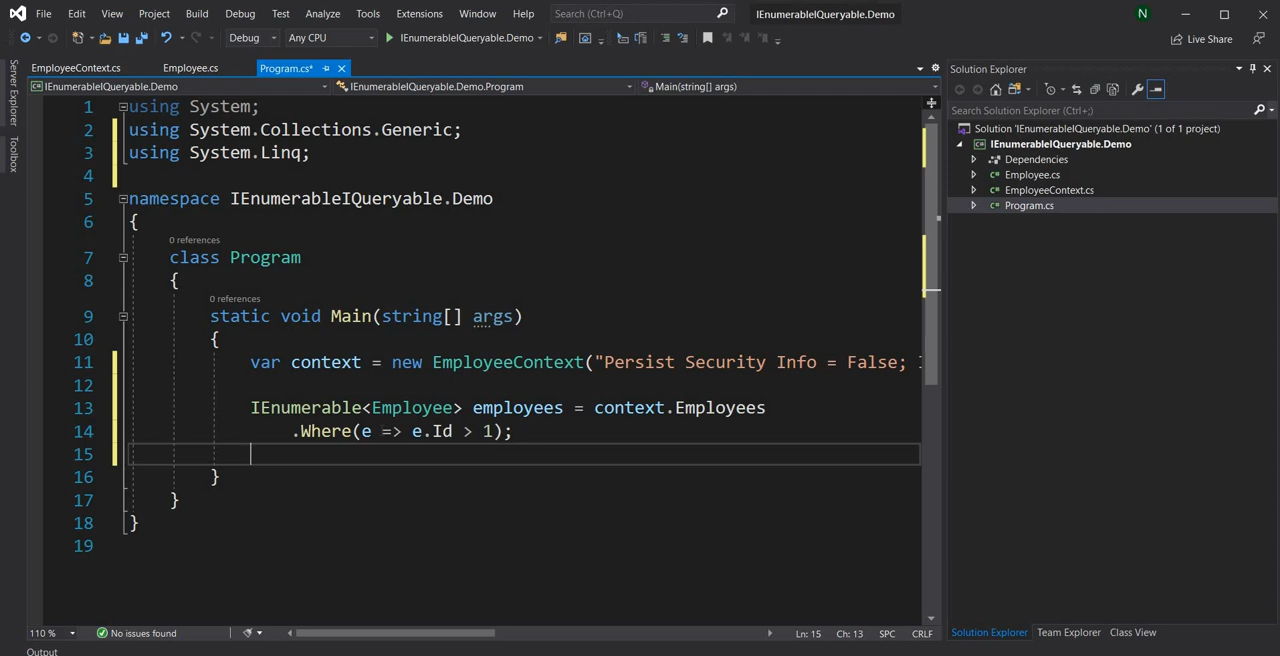 File Edit View Project Build Debug Test Analyze Tools Extensions Window Help Search (Ctrl+Q) IEnumerableIQueryable.Demo N
Debug Any CPU IEnumerableIQueryable.Demo Live Share
EmployeeContext.cs Employee.cs Program.cs*
IEnumerableIQueryable.Demo IEnumerableIQueryable.Demo.Program Main(string[] args)
Server Explorer
Toolbox
1 using System;
2 using System.Collections.Generic;
3 using System.Linq;
4
5 namespace IEnumerableIQueryable.Demo
6 {
0 references
7 class Program
8 {
0 references
9 static void Main(string[] args)
10 {
11 var context = new EmployeeContext("Persist Security Info = False;
12
13 IEnumerable<Employee> employees = context.Employees
14 .Where(e => e.Id > 1);
15
16 }
17 }
18 }
19
110 % No issues found Ln: 15 Ch: 13 SPC CRLF
Output
Solution Explorer
Search Solution Explorer (Ctrl+;)
Solution 'IEnumerableIQueryable.Demo' (1 of 1 project)
IEnumerableIQueryable.Demo
Dependencies
C# Employee.cs
C# EmployeeContext.cs
C# Program.cs
Solution Explorer Team Explorer Class View